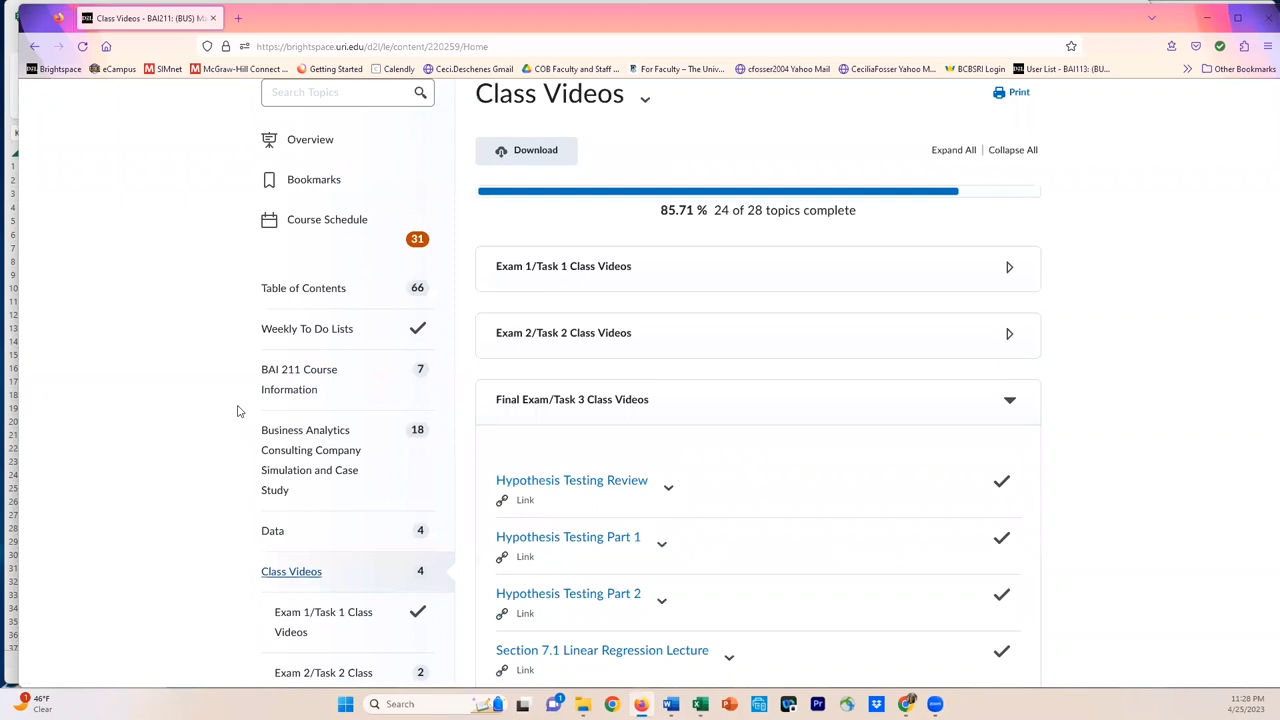 Class Videos - BAI211: (BUS) Ma
https://brightspace.uri.edu/d2l/le/content/220259/Home
Brightspace eCampus SIMnet McGraw-Hill Connect ... Getting Started Calendly Ceci.Deschenes Gmail COB Faculty and Staff ... For Faculty – The Univ... cfosser2004 Yahoo Mail CeciliaFosser Yahoo M... BCBSRI Login User List - BAI113: (BU... Other Bookmarks
Search Topics
Overview
Bookmarks
Course Schedule
31
Table of Contents 66
Weekly To Do Lists
BAI 211 Course 7
Information
Business Analytics 18
Consulting Company
Simulation and Case
Study
Data 4
Class Videos 4
Exam 1/Task 1 Class
Videos
Exam 2/Task 2 Class 2
Class Videos
Print
Download
Expand All | Collapse All
85.71 % 24 of 28 topics complete
Exam 1/Task 1 Class Videos
Exam 2/Task 2 Class Videos
Final Exam/Task 3 Class Videos
Hypothesis Testing Review
Link
Hypothesis Testing Part 1
Link
Hypothesis Testing Part 2
Link
Section 7.1 Linear Regression Lecture
Link
46°F
Clear
Search
11:28 PM
4/25/2023